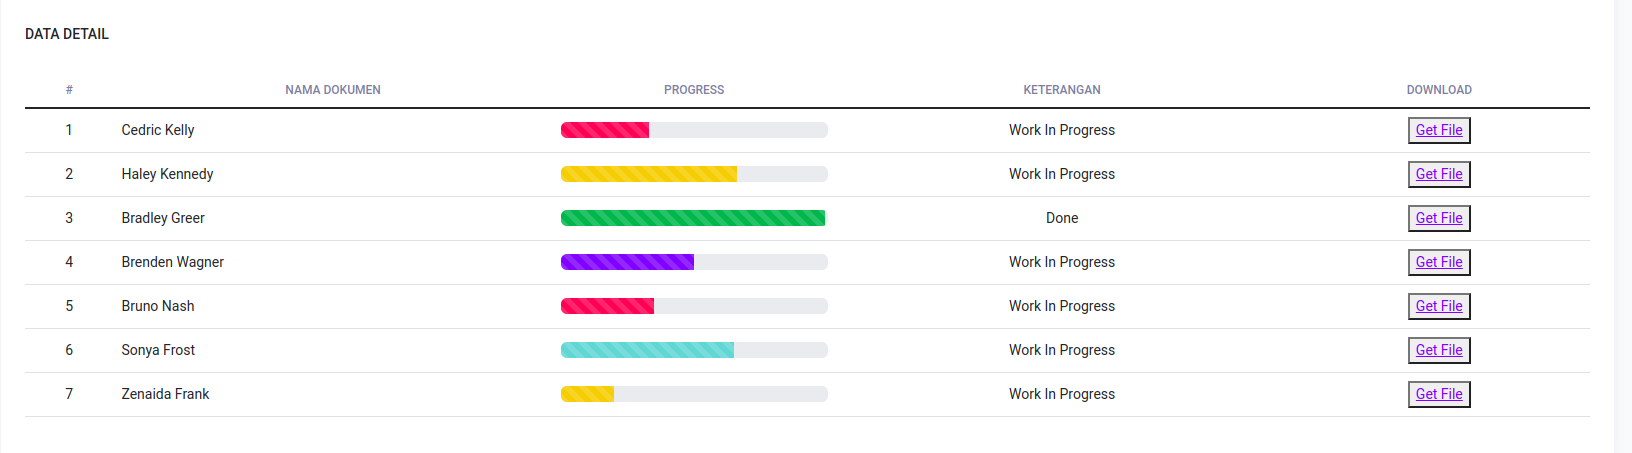 DATA DETAIL
# NAMA DOKUMEN PROGRESS KETERANGAN DOWNLOAD
1 Cedric Kelly Work In Progress Get File
2 Haley Kennedy Work In Progress Get File
3 Bradley Greer Done Get File
4 Brenden Wagner Work In Progress Get File
5 Bruno Nash Work In Progress Get File
6 Sonya Frost Work In Progress Get File
7 Zenaida Frank Work In Progress Get File